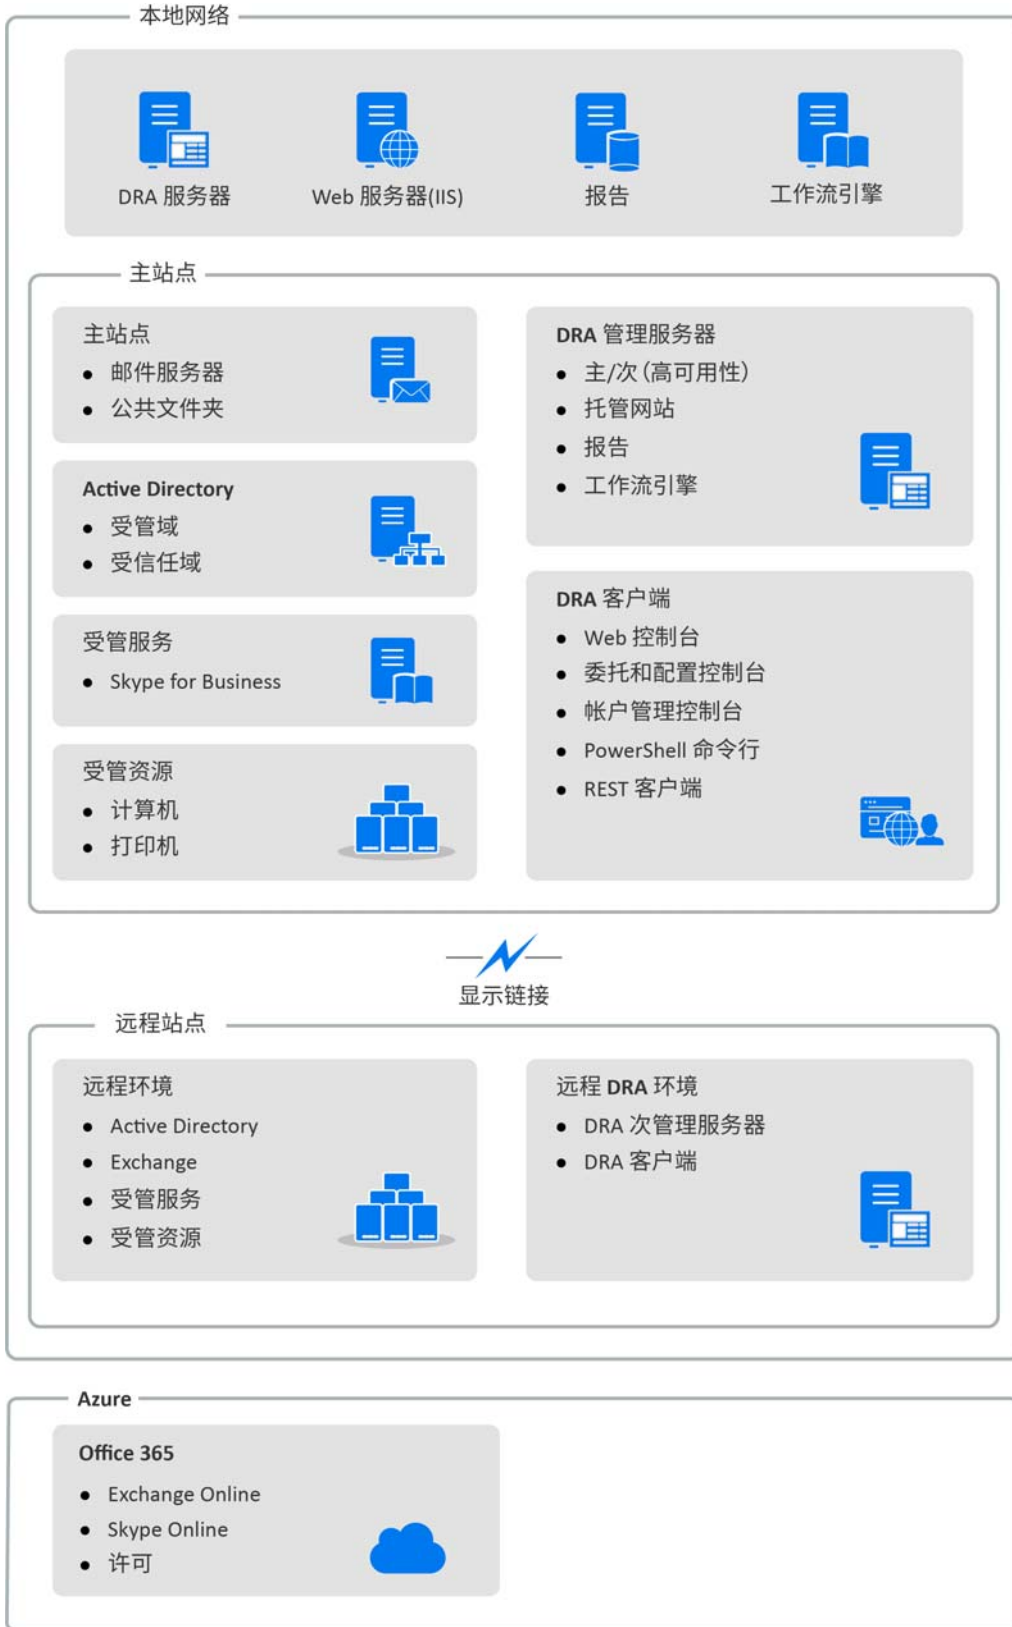 本地网络
DRA 服务器
Web 服务器(IIS)
报告
工作流引擎
主站点
主站点
● 邮件服务器
● 公共文件夹
Active Directory
● 受管域
● 受信任域
受管服务
● Skype for Business
受管资源
● 计算机
● 打印机
DRA 管理服务器
● 主/次(高可用性)
● 托管网站
● 报告
● 工作流引擎
DRA 客户端
● Web 控制台
● 委托和配置控制台
● 帐户管理控制台
● PowerShell 命令行
● REST 客户端
显示链接
远程站点
远程环境
● Active Directory
● Exchange
● 受管服务
● 受管资源
远程 DRA 环境
● DRA 次管理服务器
● DRA 客户端
Azure
Office 365
● Exchange Online
● Skype Online
● 许可